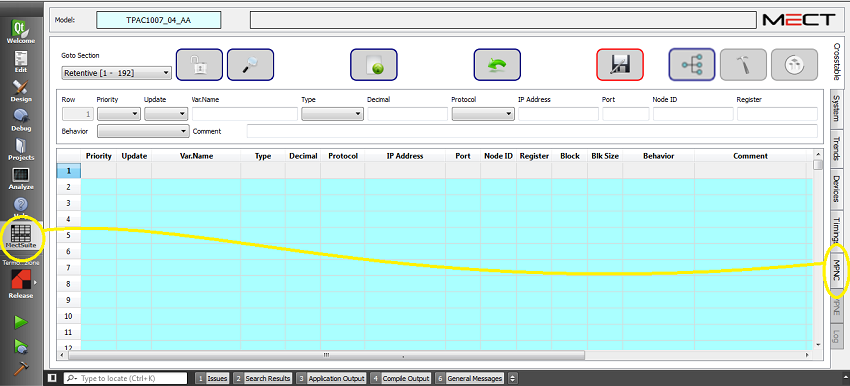 Qt
Welcome
Edit
Design
Debug
Projects
Analyze
Help
MectSuite
Release
Model: TPAC1007_04_AA
MECT
Goto Section
Retentive [1 - 192]
Row Priority Update Var.Name Type Decimal Protocol IP Address Port Node ID Register
1
Behavior Comment
Priority Update Var.Name Type Decimal Protocol IP Address Port Node ID Register Block Blk Size Behavior Comment
1
2
3
4
5
6
7
8
9
10
11
12
Crosstable
System
Trends
Devices
Timings
MPNC
MPNE
Log
Type to locate (Ctrl+K)
1 Issues
2 Search Results
3 Application Output
4 Compile Output
6 General Messages